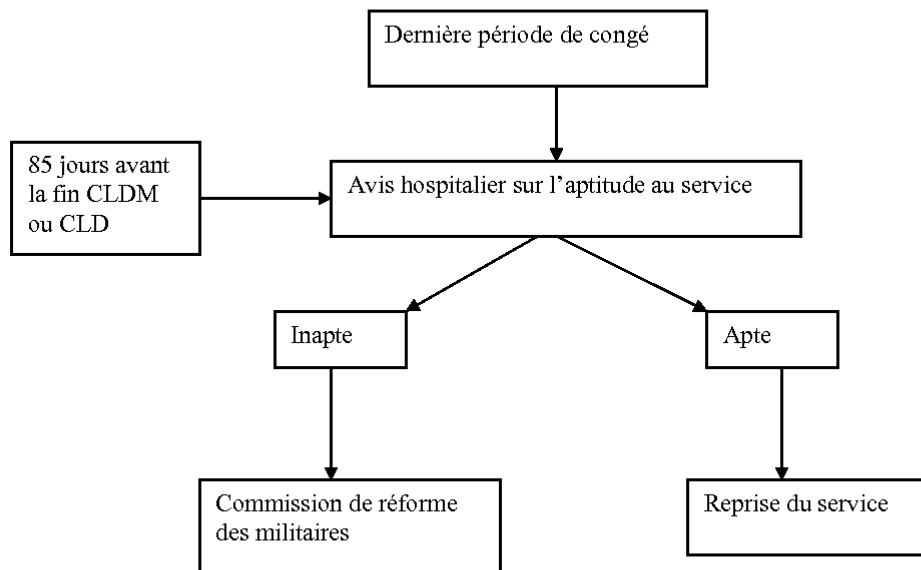 Dernière période de congé
85 jours avant
la fin CLDM
ou CLD
Avis hospitalier sur l’aptitude au service
Inapte
Apte
Commission de réforme
des militaires
Reprise du service